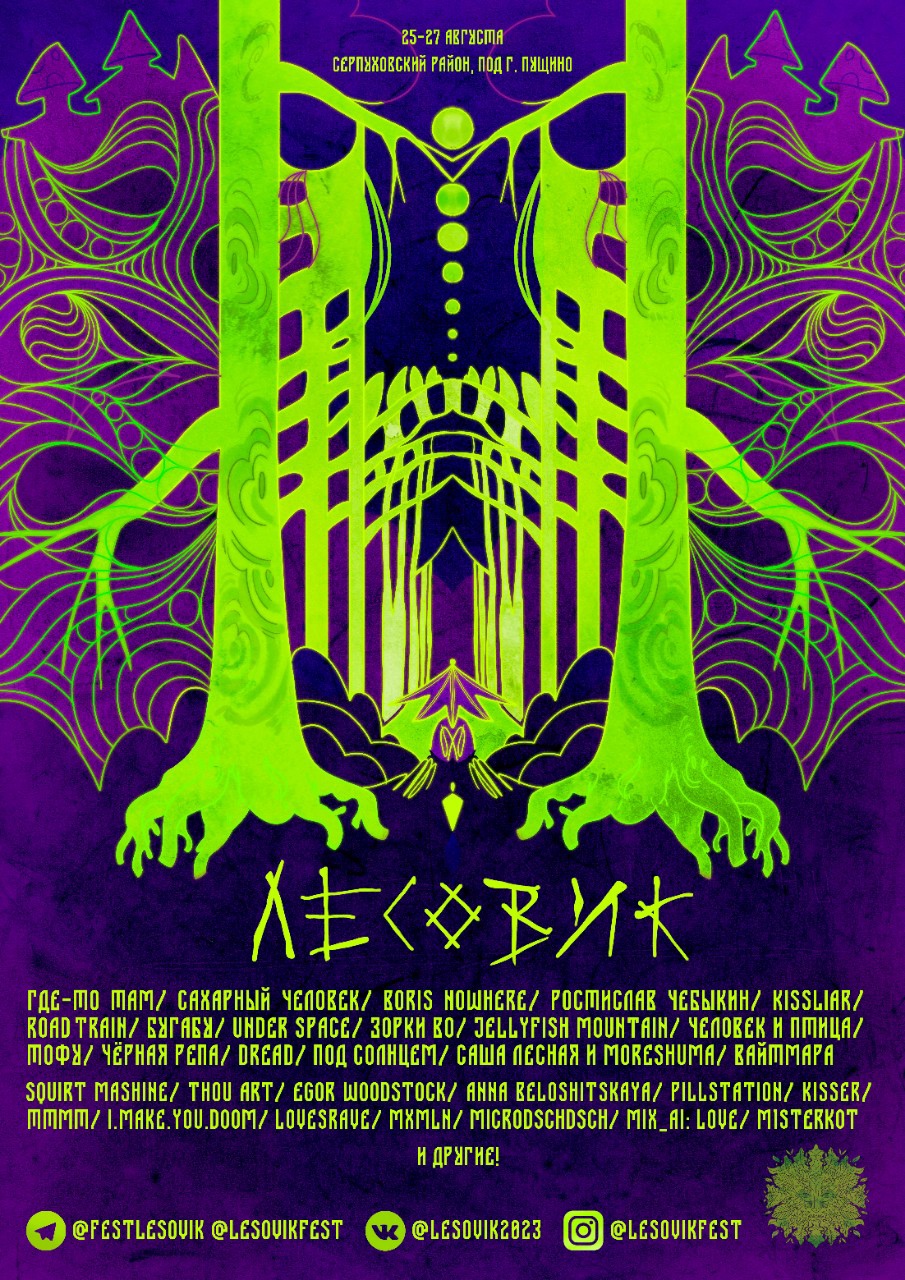 25-27 АВГУСТА
СЕРПУХОВСКИЙ РАЙОН, ПОД Г. ПУЩИНО
ЛЕСОВИК
ГДЕ-ТО ТАМ/ САХАРНЫЙ ЧЕЛОВЕК/ BORIS NOWHERE/ РОСТИСЛАВ ЧЕБЫКИН/ KISSLIAR/
ROAD TRAIN/ БУГАБУ/ UNDER SPACE/ ЗОРКИ ВО/ JELLYFISH MOUNTAIN/ ЧЕЛОВЕК И ПТИЦА/
ТОФУ/ ЧЁРНАЯ РЕПА/ DREAD/ ПОД СОЛНЦЕМ/ САША ЛЕСНАЯ И MORESHUMA/ ВАЙТМАРА
SQUIRT MASHINE/ THOU ART/ EGOR WOODSTOCK/ ANNA BELOSHITSKAYA/ PILLSTATION/ KISSER/
ТТТТ/ I.MAKE.YOU.DOOM/ LOVESRAVE/ MXMLN/ MICRODSCHDSCH/ MIX_AI: LOVE/ MISTERKOT
И ДРУГИЕ!
@FESTLESOVIK @LESOVIKFEST @LESOVIK2023 @LESOVIKFEST